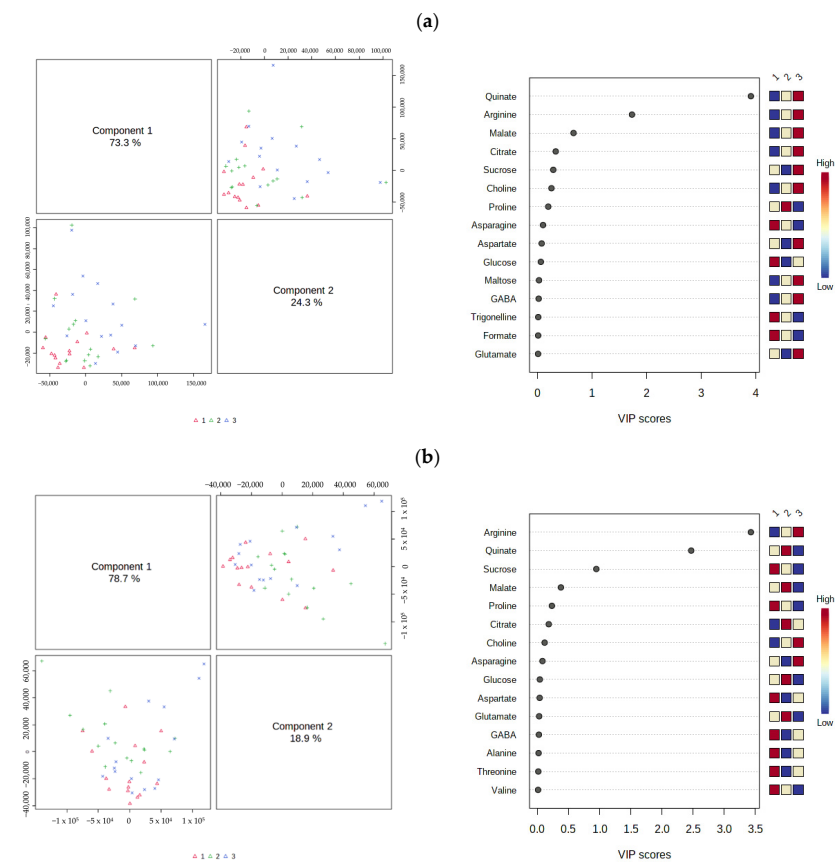 (a)
−20,000 0 20,000 40,000 60,000 80,000 100,000
Component 1
73.3 %
−50,000 0 50,000 100,000 150,000
−20,000 0 20,000 40,000 60,000 80,000 100,000
Component 2
24.3 %
−50,000 0 50,000 100,000 150,000
1 2 3
1 2 3
Quinate
Arginine
Malate
Citrate
Sucrose
Choline
Proline
Asparagine
Aspartate
Glucose
Maltose
GABA
Trigonelline
Formate
Glutamate
High
Low
0 1 2 3 4
VIP scores
(b)
−40,000 −20,000 0 20,000 40,000 60,000
Component 1
78.7 %
−1 x 10⁵ −5 x 10⁴ 0 5 x 10⁴ 1 x 10⁵
−40,000 −20,000 0 20,000 40,000 60,000
Component 2
18.9 %
−1 x 10⁵ −5 x 10⁴ 0 5 x 10⁴ 1 x 10⁵
1 2 3
1 2 3
Arginine
Quinate
Sucrose
Malate
Proline
Citrate
Choline
Asparagine
Glucose
Aspartate
Glutamate
GABA
Alanine
Threonine
Valine
High
Low
0.0 0.5 1.0 1.5 2.0 2.5 3.0 3.5
VIP scores